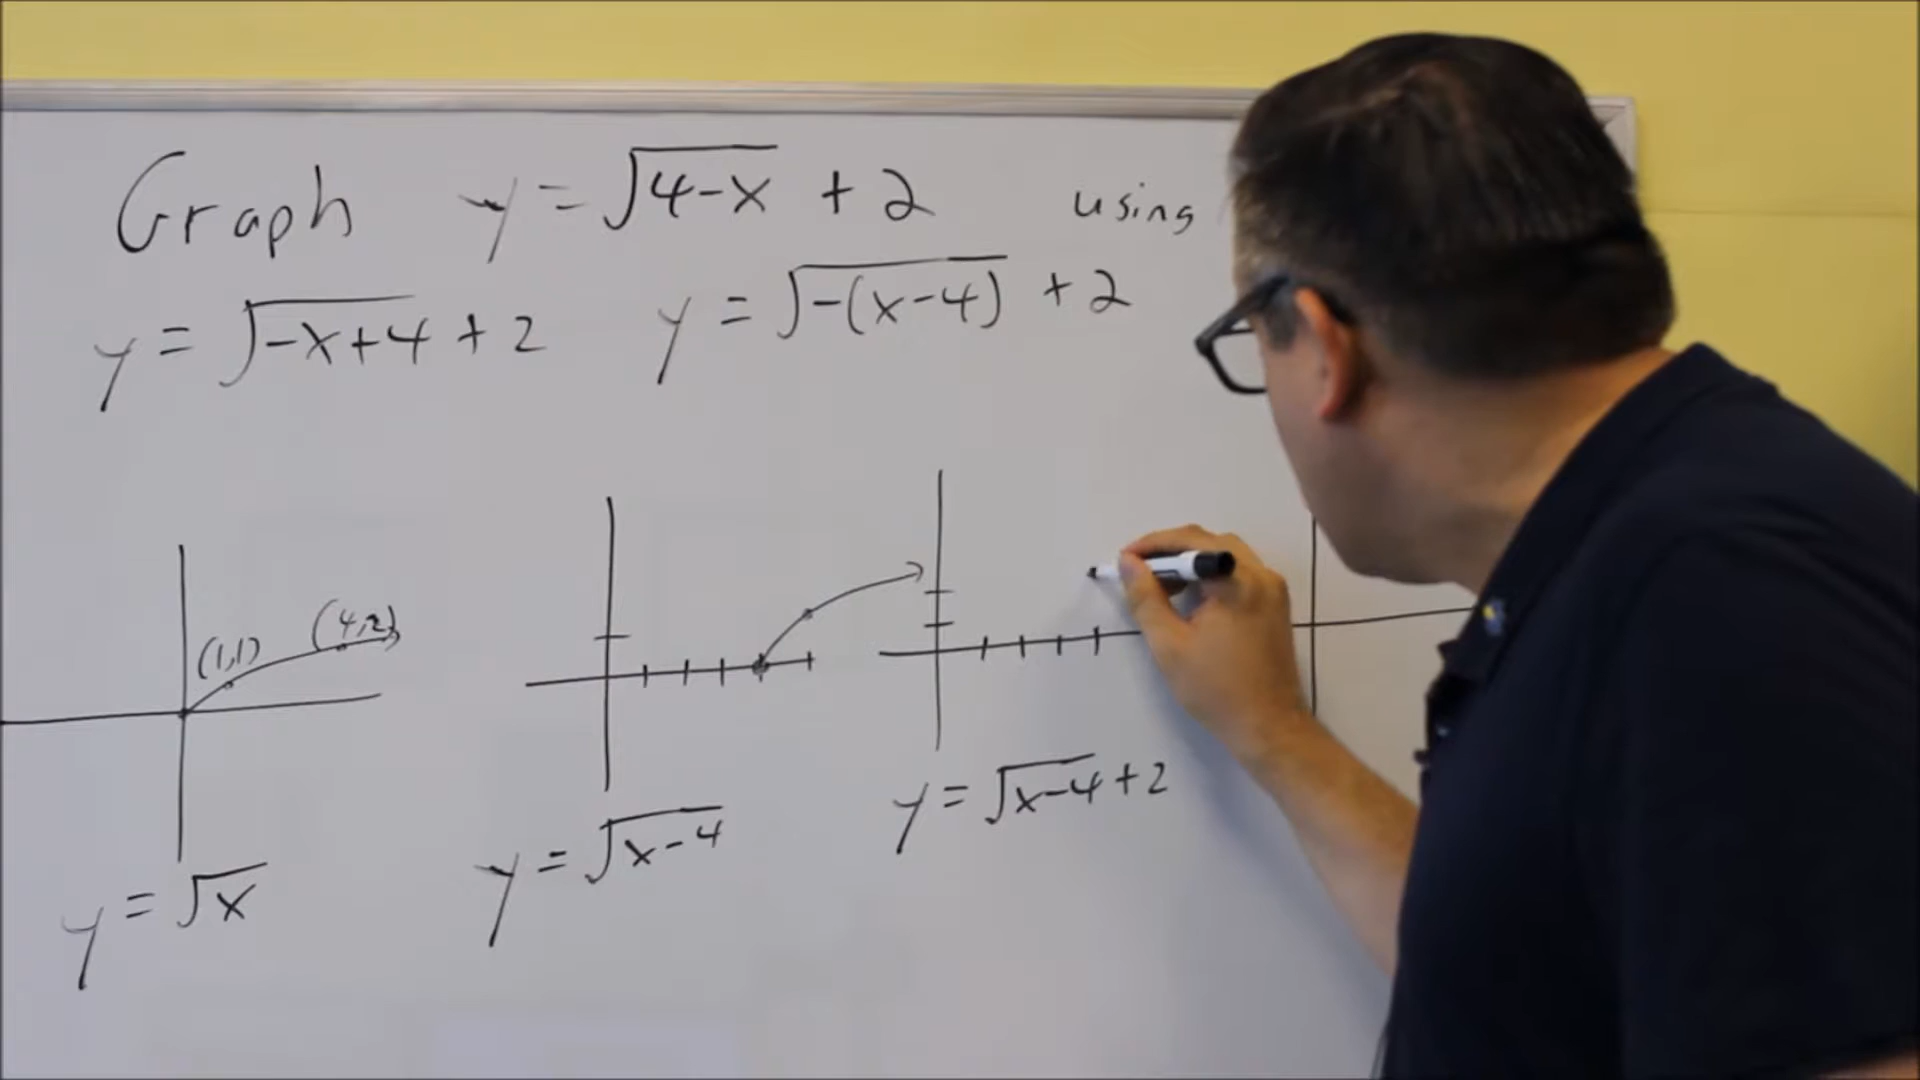 Graph y = √4-x + 2 using
y = √-x+4 + 2 y = √-(x-4) + 2
(1,1) (4,2)
y = √x y = √x-4 y = √x-4 + 2